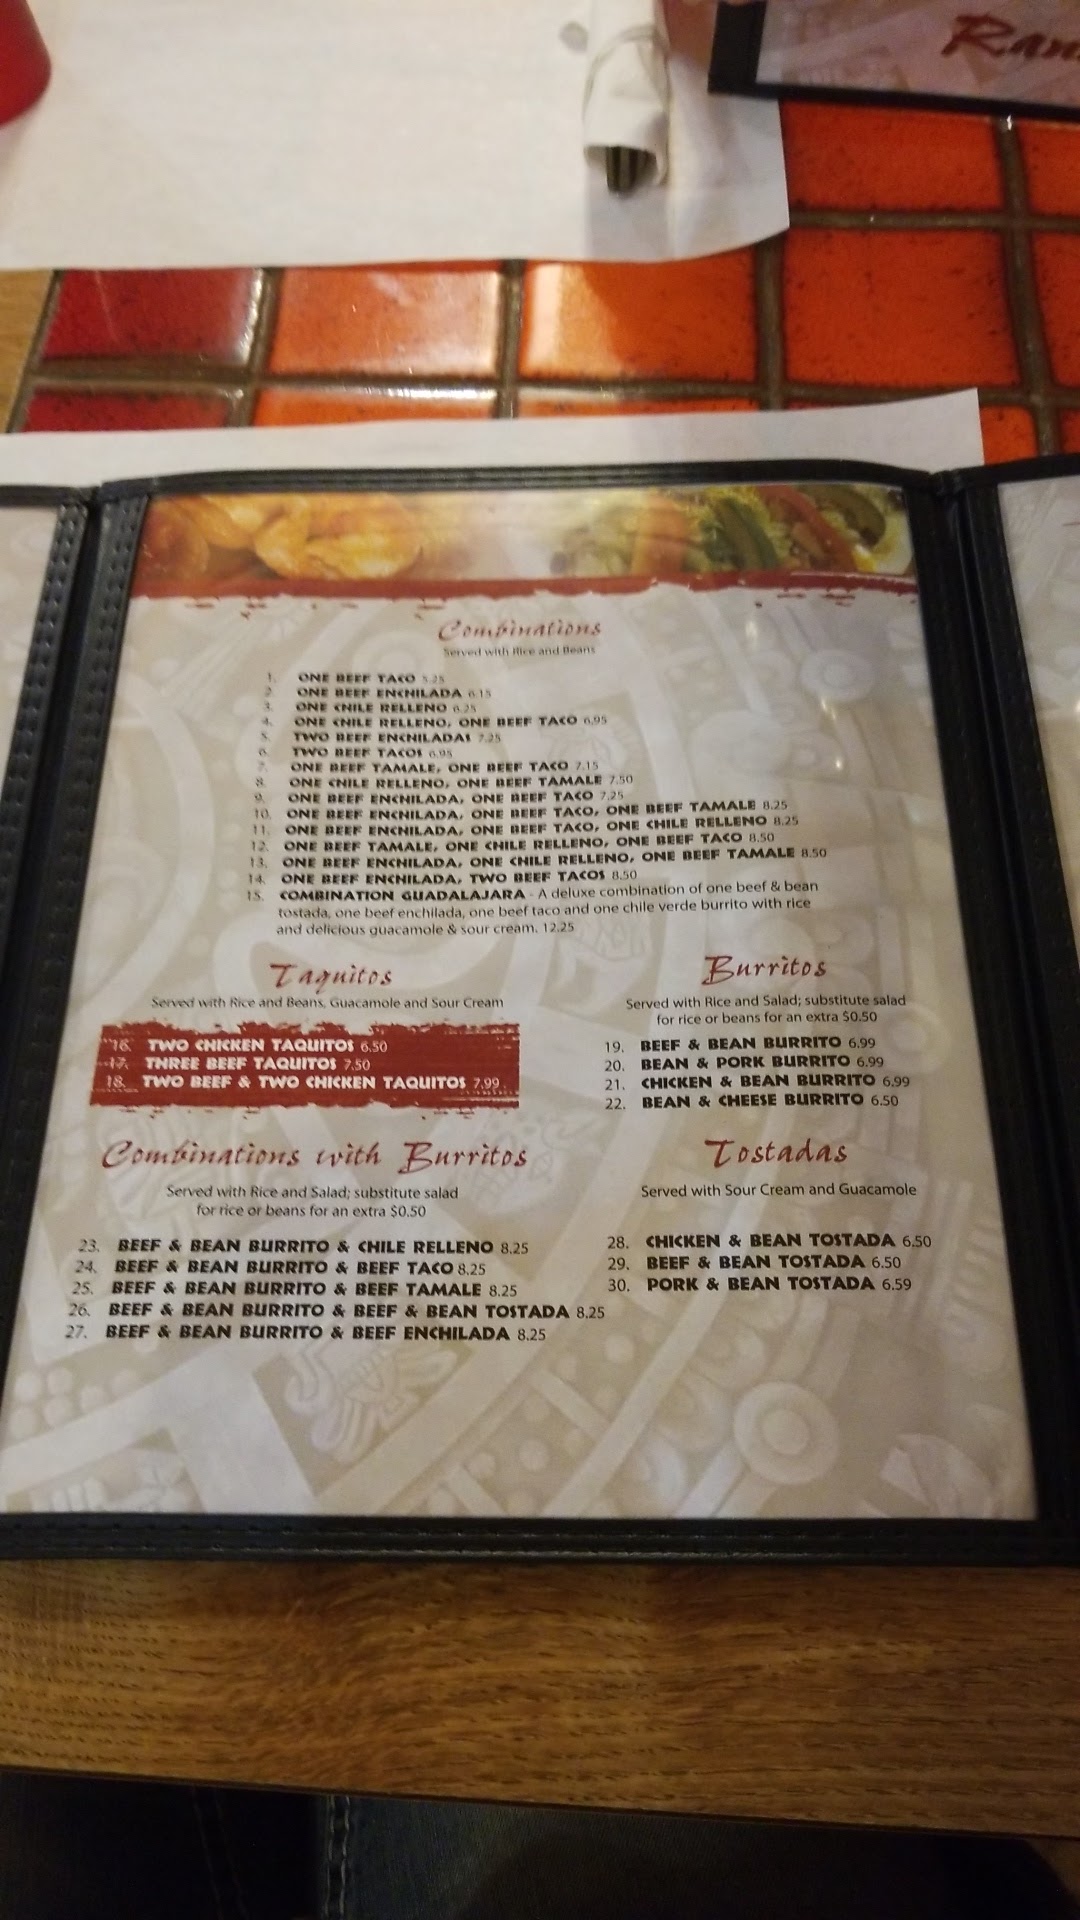 Combinations
Served with Rice and Beans
1. ONE BEEF TACO 5.25
2. ONE BEEF ENCHILADA 6.15
3. ONE CHILE RELLENO 6.25
4. ONE CHILE RELLENO, ONE BEEF TACO 6.95
5. TWO BEEF ENCHILADAS 7.25
6. TWO BEEF TACOS 6.95
7. ONE BEEF TAMALE, ONE BEEF TACO 7.15
8. ONE CHILE RELLENO, ONE BEEF TAMALE 7.50
9. ONE BEEF ENCHILADA, ONE BEEF TACO 7.25
10. ONE BEEF ENCHILADA, ONE BEEF TACO, ONE BEEF TAMALE 8.25
11. ONE BEEF ENCHILADA, ONE BEEF TACO, ONE CHILE RELLENO 8.25
12. ONE BEEF TAMALE, ONE CHILE RELLENO, ONE BEEF TACO 8.50
13. ONE BEEF ENCHILADA, ONE CHILE RELLENO, ONE BEEF TAMALE 8.50
14. ONE BEEF ENCHILADA, TWO BEEF TACOS 8.50
15. COMBINATION GUADALAJARA - A deluxe combination of one beef & bean
tostada, one beef enchilada, one beef taco and one chile verde burrito with rice
and delicious guacamole & sour cream. 12.25
Taquitos
Served with Rice and Beans, Guacamole and Sour Cream
16. TWO CHICKEN TAQUITOS 6.50
17. THREE BEEF TAQUITOS 7.50
18. TWO BEEF & TWO CHICKEN TAQUITOS 7.99
Burritos
Served with Rice and Salad; substitute salad
for rice or beans for an extra $0.50
19. BEEF & BEAN BURRITO 6.99
20. BEAN & PORK BURRITO 6.99
21. CHICKEN & BEAN BURRITO 6.99
22. BEAN & CHEESE BURRITO 6.50
Combinations with Burritos
Served with Rice and Salad; substitute salad
for rice or beans for an extra $0.50
23. BEEF & BEAN BURRITO & CHILE RELLENO 8.25
24. BEEF & BEAN BURRITO & BEEF TACO 8.25
25. BEEF & BEAN BURRITO & BEEF TAMALE 8.25
26. BEEF & BEAN BURRITO & BEEF & BEAN TOSTADA 8.25
27. BEEF & BEAN BURRITO & BEEF ENCHILADA 8.25
Tostadas
Served with Sour Cream and Guacamole
28. CHICKEN & BEAN TOSTADA 6.50
29. BEEF & BEAN TOSTADA 6.50
30. PORK & BEAN TOSTADA 6.59